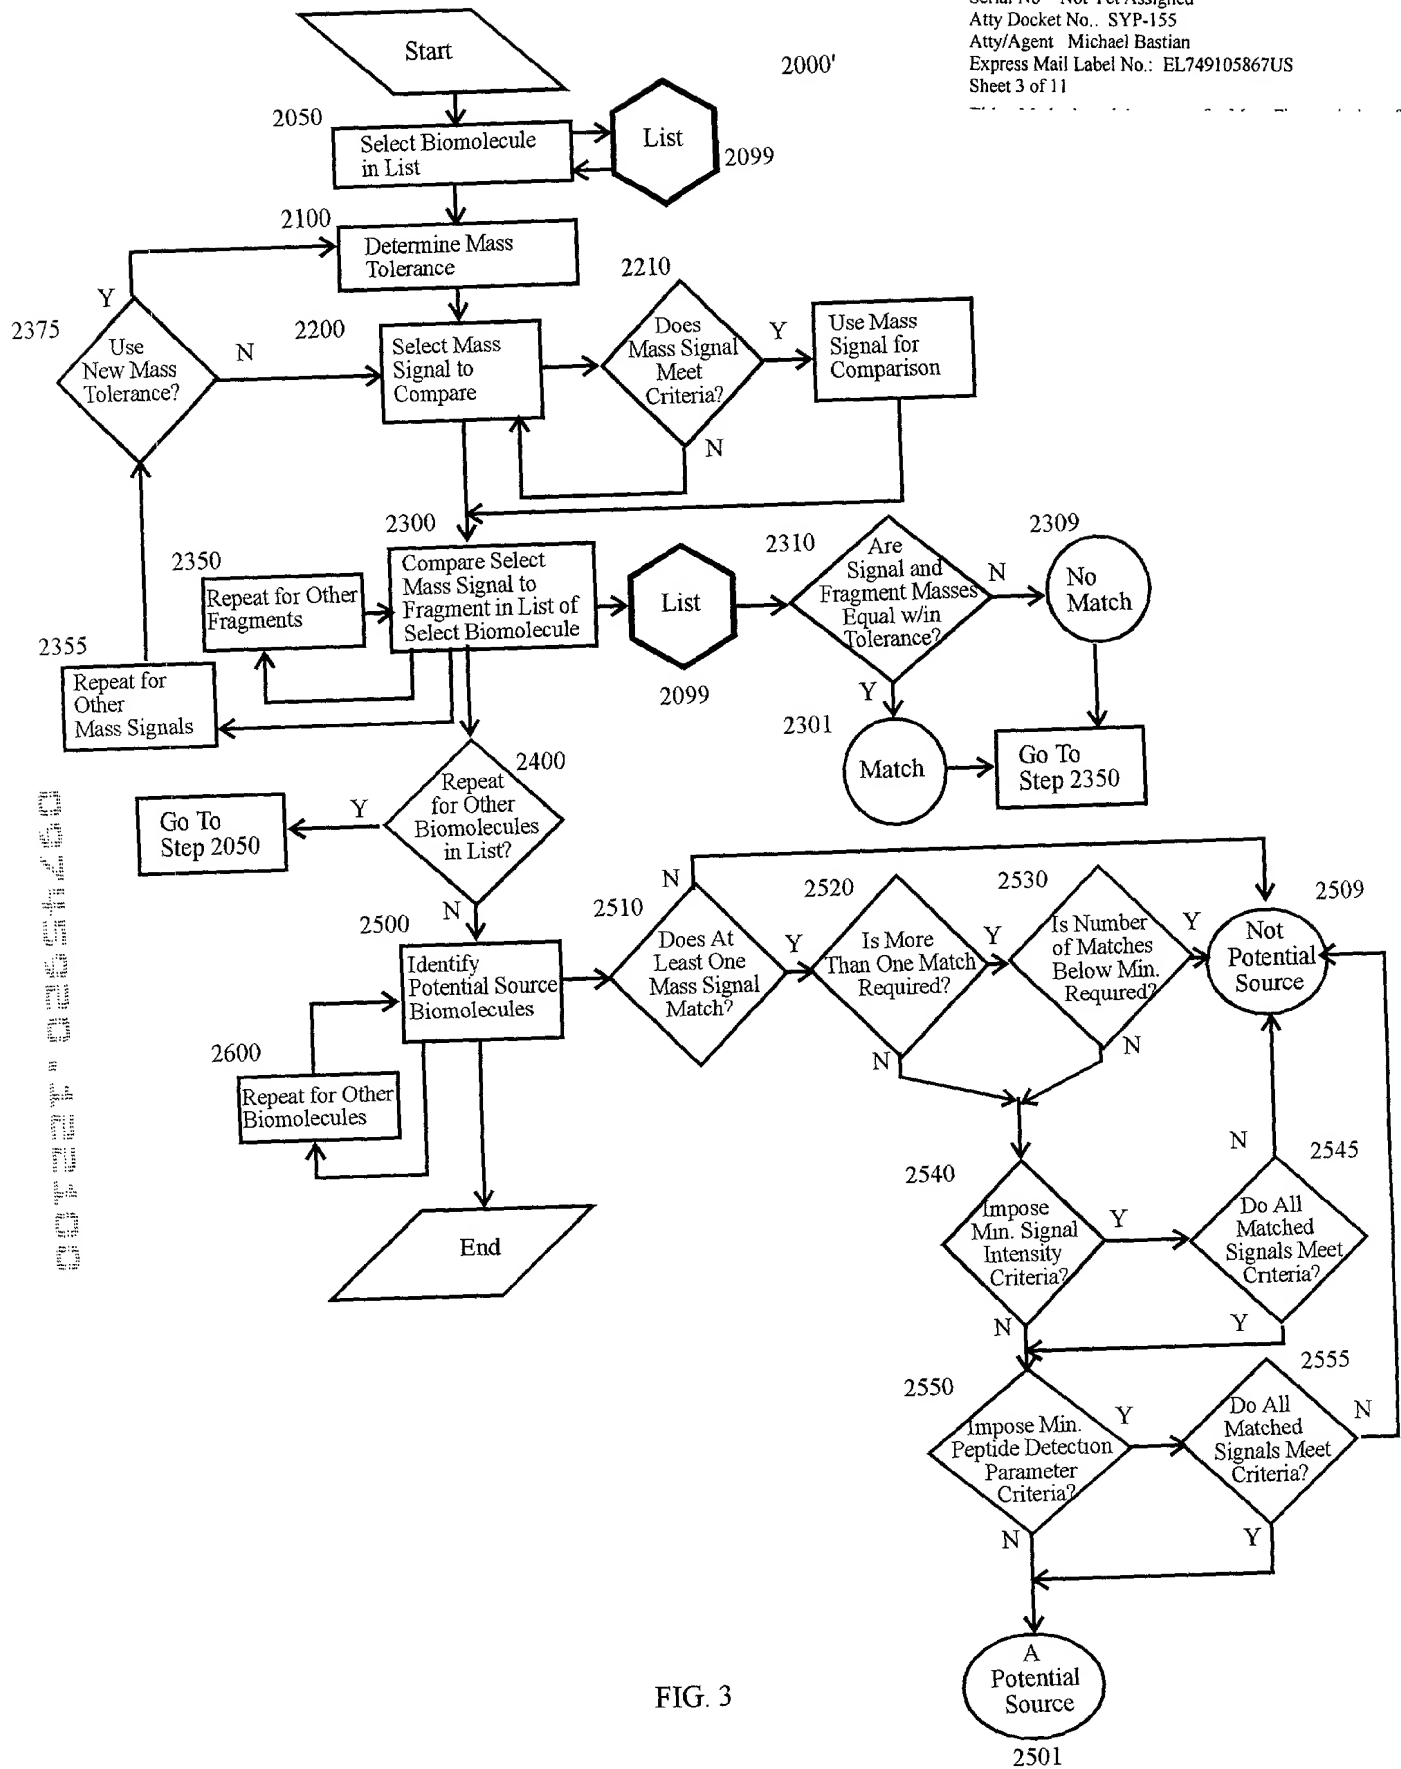 Serial No Not Yet Assigned
Atty Docket No.. SYP-155
Atty/Agent Michael Bastian
Express Mail Label No.: EL749105867US
Sheet 3 of 11
Start
2000'
2050
Select Biomolecule
in List
List
2099
2100
Determine Mass
Tolerance
2210
Y
2375
Use
New Mass
Tolerance?
N
2200
Select Mass
Signal to
Compare
Does
Mass Signal
Meet
Criteria?
Y
Use Mass
Signal for
Comparison
N
2300
2310
2309
2350
Repeat for Other
Fragments
Compare Select
Mass Signal to
Fragment in List of
Select Biomolecule
List
2099
Are
Signal and
Fragment Masses
Equal w/in
Tolerance?
N
No
Match
2355
Repeat for
Other
Mass Signals
Y
2301
Match
Go To
Step 2350
2400
Repeat
for Other
Biomolecules
in List?
Y
Go To
Step 2050
N
2500
Identify
Potential Source
Biomolecules
2510
N
Does At
Least One
Mass Signal
Match?
Y
2520
Is More
Than One Match
Required?
Y
2530
Is Number
of Matches
Below Min.
Required?
Y
2509
Not
Potential
Source
N
N
2600
Repeat for Other
Biomolecules
End
2540
Impose
Min. Signal
Intensity
Criteria?
Y
N
2545
Do All
Matched
Signals Meet
Criteria?
N
Y
2550
Impose Min.
Peptide Detection
Parameter
Criteria?
Y
2555
Do All
Matched
Signals Meet
Criteria?
N
N
Y
A
Potential
Source
2501
FIG. 3
09745920.122100